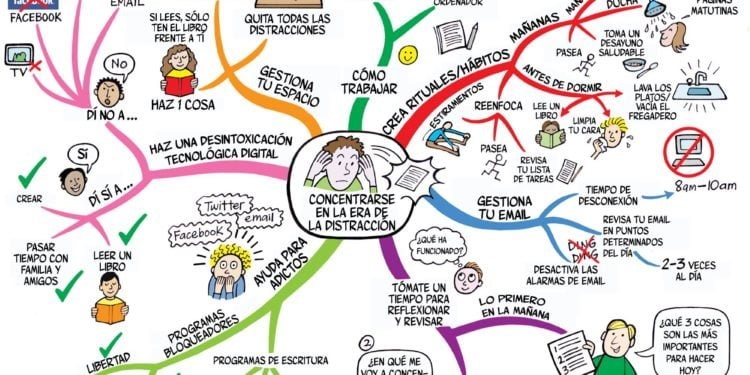 facebook
FACEBOOK
EMAIL
TV
No
DÍ NO A...
SI LEES, SÓLO
TEN EL LIBRO
FRENTE A TÍ
HAZ 1 COSA
QUITA TODAS LAS
DISTRACCIONES
GESTIONA
TU ESPACIO
ORDENADOR
CÓMO
TRABAJAR
CREA RITUALES/HÁBITOS
MAÑANAS
DUCHA
PÁGINAS
MATUTINAS
PASEA
TOMA UN
DESAYUNO
SALUDABLE
ANTES DE DORMIR
LEE UN
LIBRO
LIMPIA
TU CARA
LAVA LOS
PLATOS/
VACÍA EL
FREGADERO
ESTIRAMIENTOS
REENFOCA
PASEA
REVISA
TU LISTA
DE TAREAS
HAZ UNA DESINTOXICACIÓN
TECNOLÓGICA DIGITAL
Sí
DÍ SÍ A...
CREAR
PASAR
TIEMPO CON
FAMILIA Y
AMIGOS
LEER UN
LIBRO
CONCENTRARSE
EN LA ERA DE
LA DISTRACCIÓN
GESTIONA
TU EMAIL
TIEMPO DE
DESCONEXIÓN
8am-10am
REVISA TU EMAIL
EN PUNTOS
DETERMINADOS
DEL DÍA
2-3 VECES
AL DÍA
DING
DING
DESACTIVA LAS
ALARMAS DE EMAIL
Twitter
email
Facebook
AYUDA PARA
ADICTOS
PROGRAMAS
BLOQUEADORES
LIBERTAD
PROGRAMAS DE ESCRITURA
¿QUÉ HA
FUNCIONADO?
TÓMATE UN
TIEMPO PARA
REFLEXIONAR
Y REVISAR
LO PRIMERO
EN LA MAÑANA
2
¿EN QUÉ ME
VOY A CONCEN-
1
2
3
¿QUÉ 3 COSAS
SON LAS MÁS
IMPORTANTES
PARA HACER
HOY?